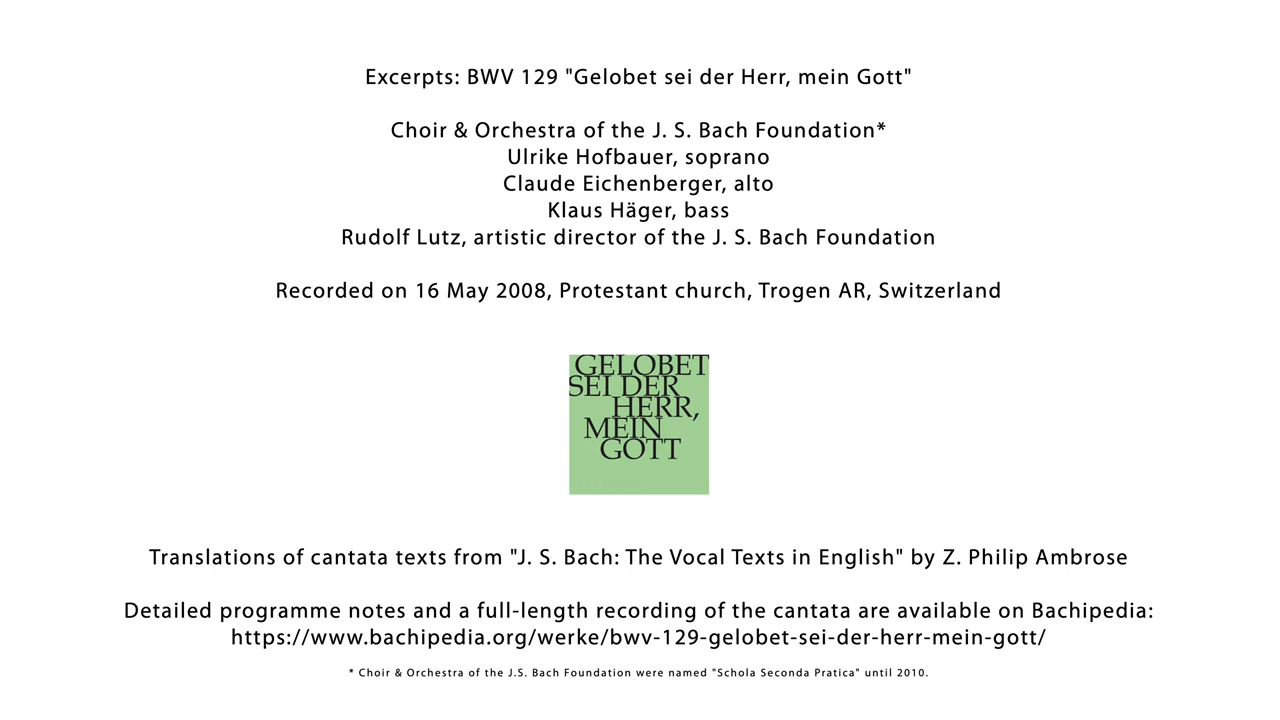 Excerpts: BWV 129 "Gelobet sei der Herr, mein Gott"
Choir & Orchestra of the J. S. Bach Foundation*
Ulrike Hofbauer, soprano
Claude Eichenberger, alto
Klaus Häger, bass
Rudolf Lutz, artistic director of the J. S. Bach Foundation
Recorded on 16 May 2008, Protestant church, Trogen AR, Switzerland
GELOBET
SEI DER
HERR,
MEIN
GOTT
Translations of cantata texts from "J. S. Bach: The Vocal Texts in English" by Z. Philip Ambrose
Detailed programme notes and a full-length recording of the cantata are available on Bachipedia:
https://www.bachipedia.org/werke/bwv-129-gelobet-sei-der-herr-mein-gott/
* Choir & Orchestra of the J.S. Bach Foundation were named "Schola Seconda Pratica" until 2010.